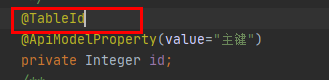 */
@TableId
@ApiModelProperty(value="主键")
private Integer id;
/**